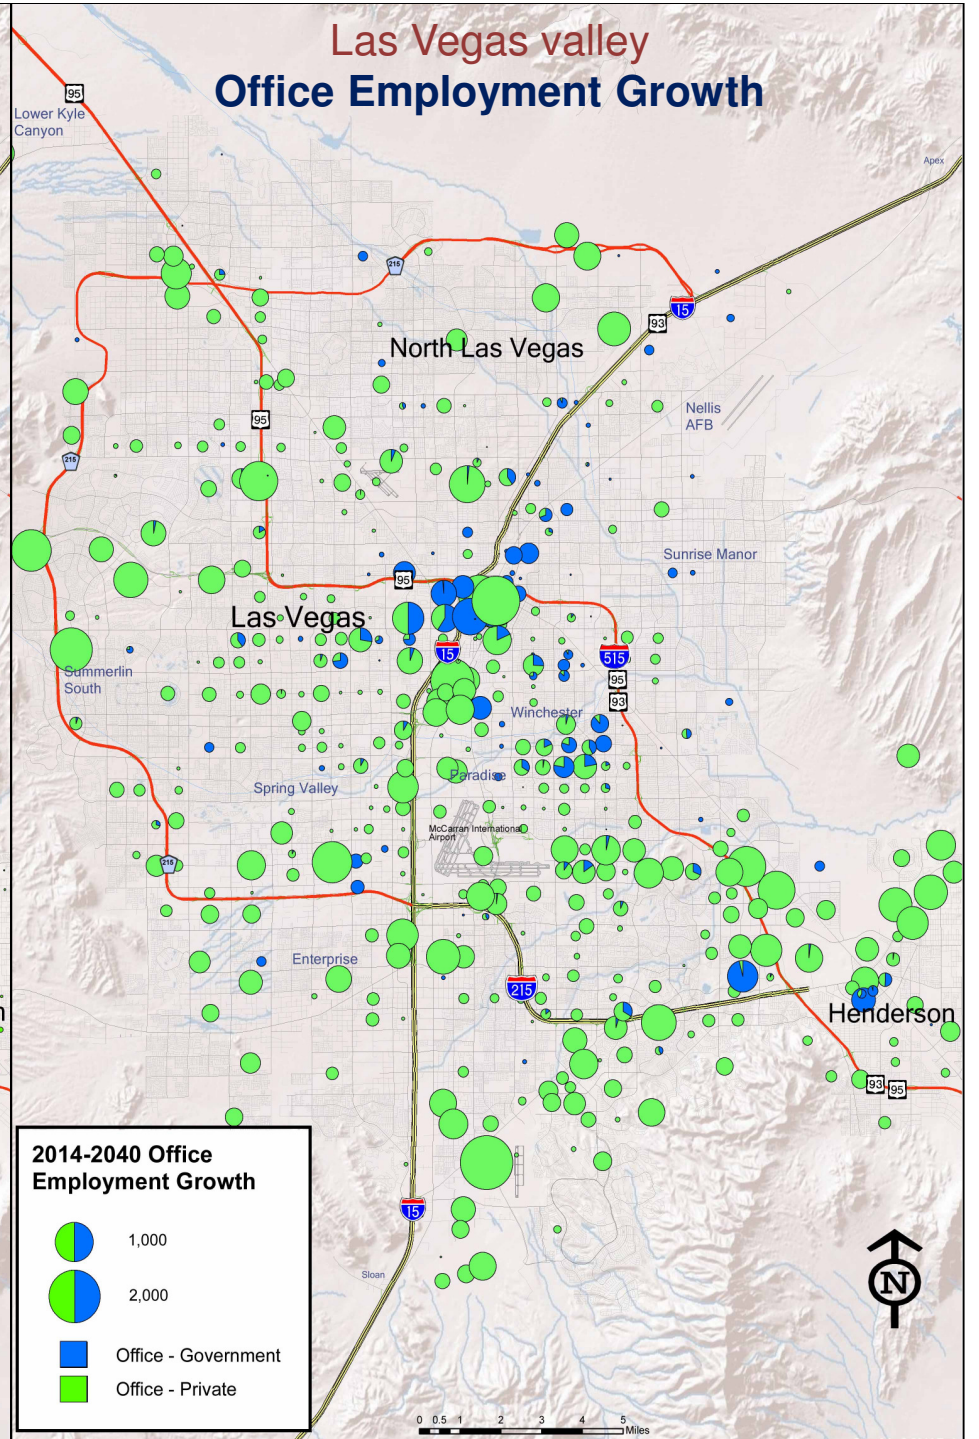 Las Vegas valley
Office Employment Growth
95
Lower Kyle
Canyon
Apex
215
15
93
North Las Vegas
Nellis
AFB
95
215
Sunrise Manor
95
Las Vegas
15
515
95
93
Summerlin
South
Winchester
Paradise
Spring Valley
McCarran International
Airport
215
Enterprise
215
n
Henderson
93
95
2014-2040 Office
Employment Growth
1,000
2,000
Office - Government
Office - Private
15
Sloan
N
0 0.5 1 2 3 4 5
Miles